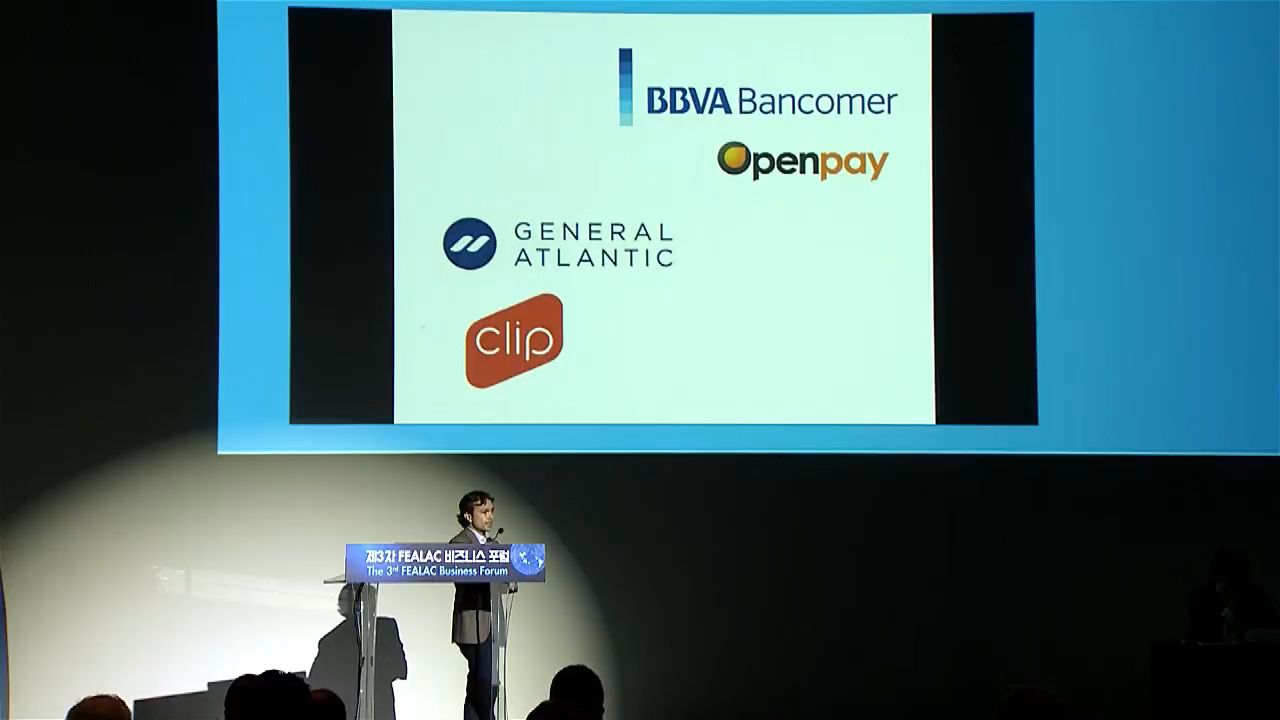 BBVA Bancomer
Openpay
GENERAL
ATLANTIC
clip
제3차 FEALAC 비즈니스 포럼
The 3rd FEALAC Business Forum